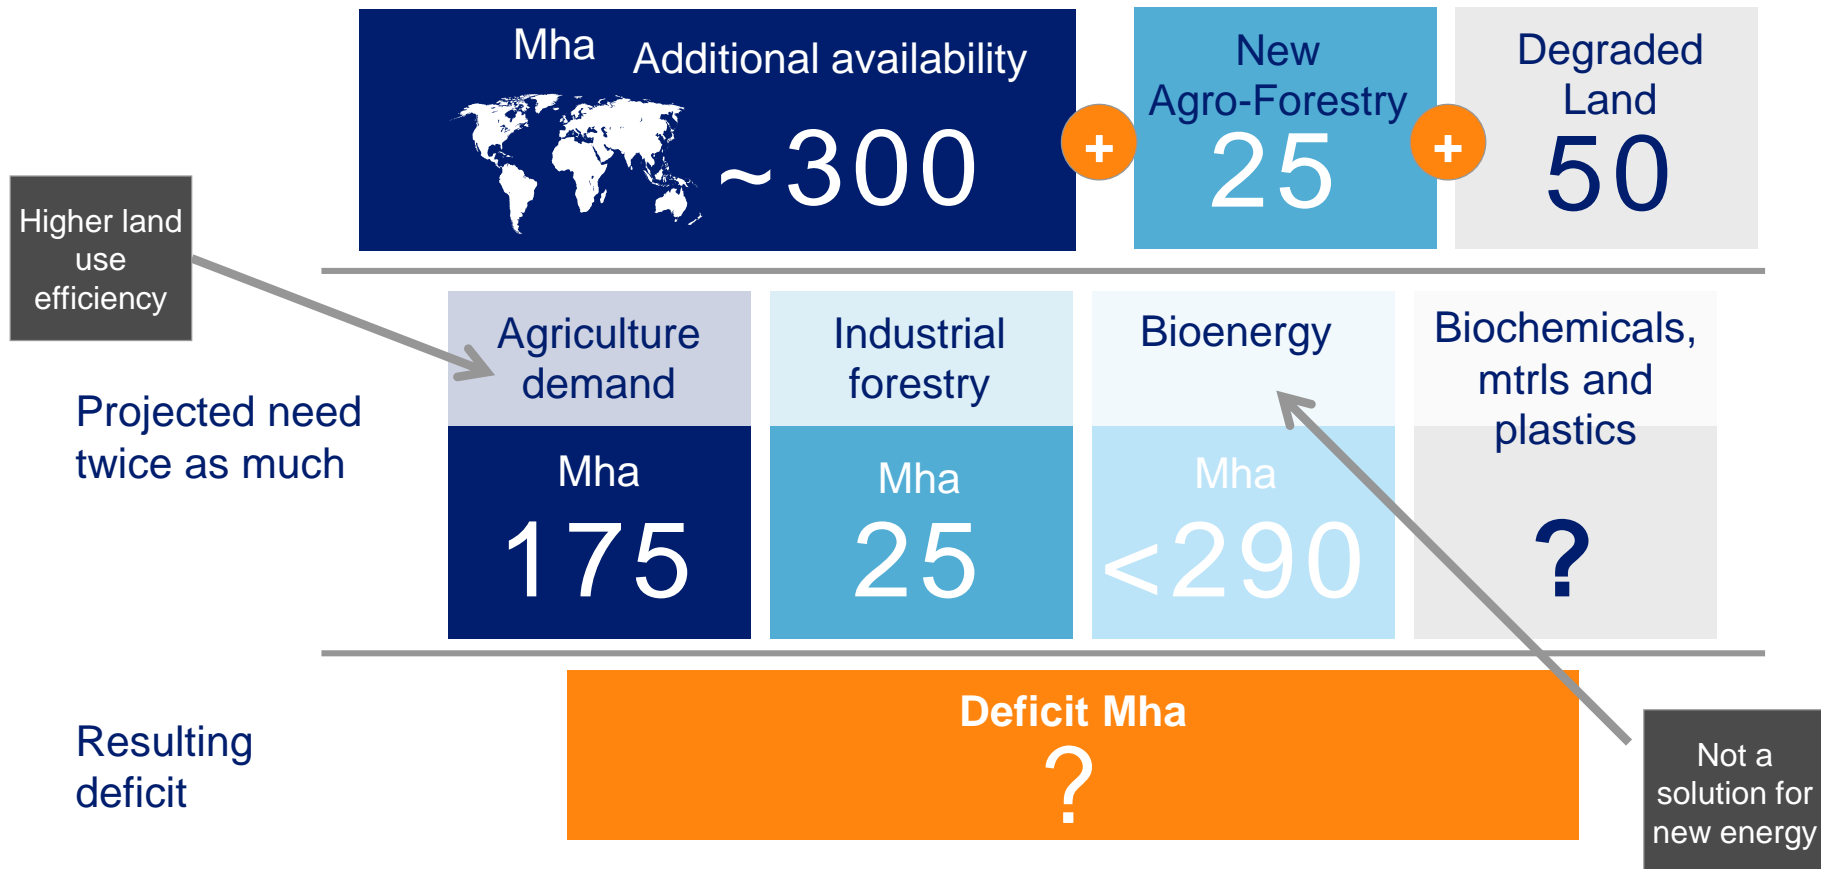 Mha
Additional availability
~300
+
New
Agro-Forestry
25
+
Degraded
Land
50
Higher land
use
efficiency
Projected need
twice as much
Agriculture
demand
Mha
175
Industrial
forestry
Mha
25
Bioenergy
Mha
<290
Biochemicals,
mtrls and
plastics
?
Resulting
deficit
Deficit Mha
?
Not a
solution for
new energy